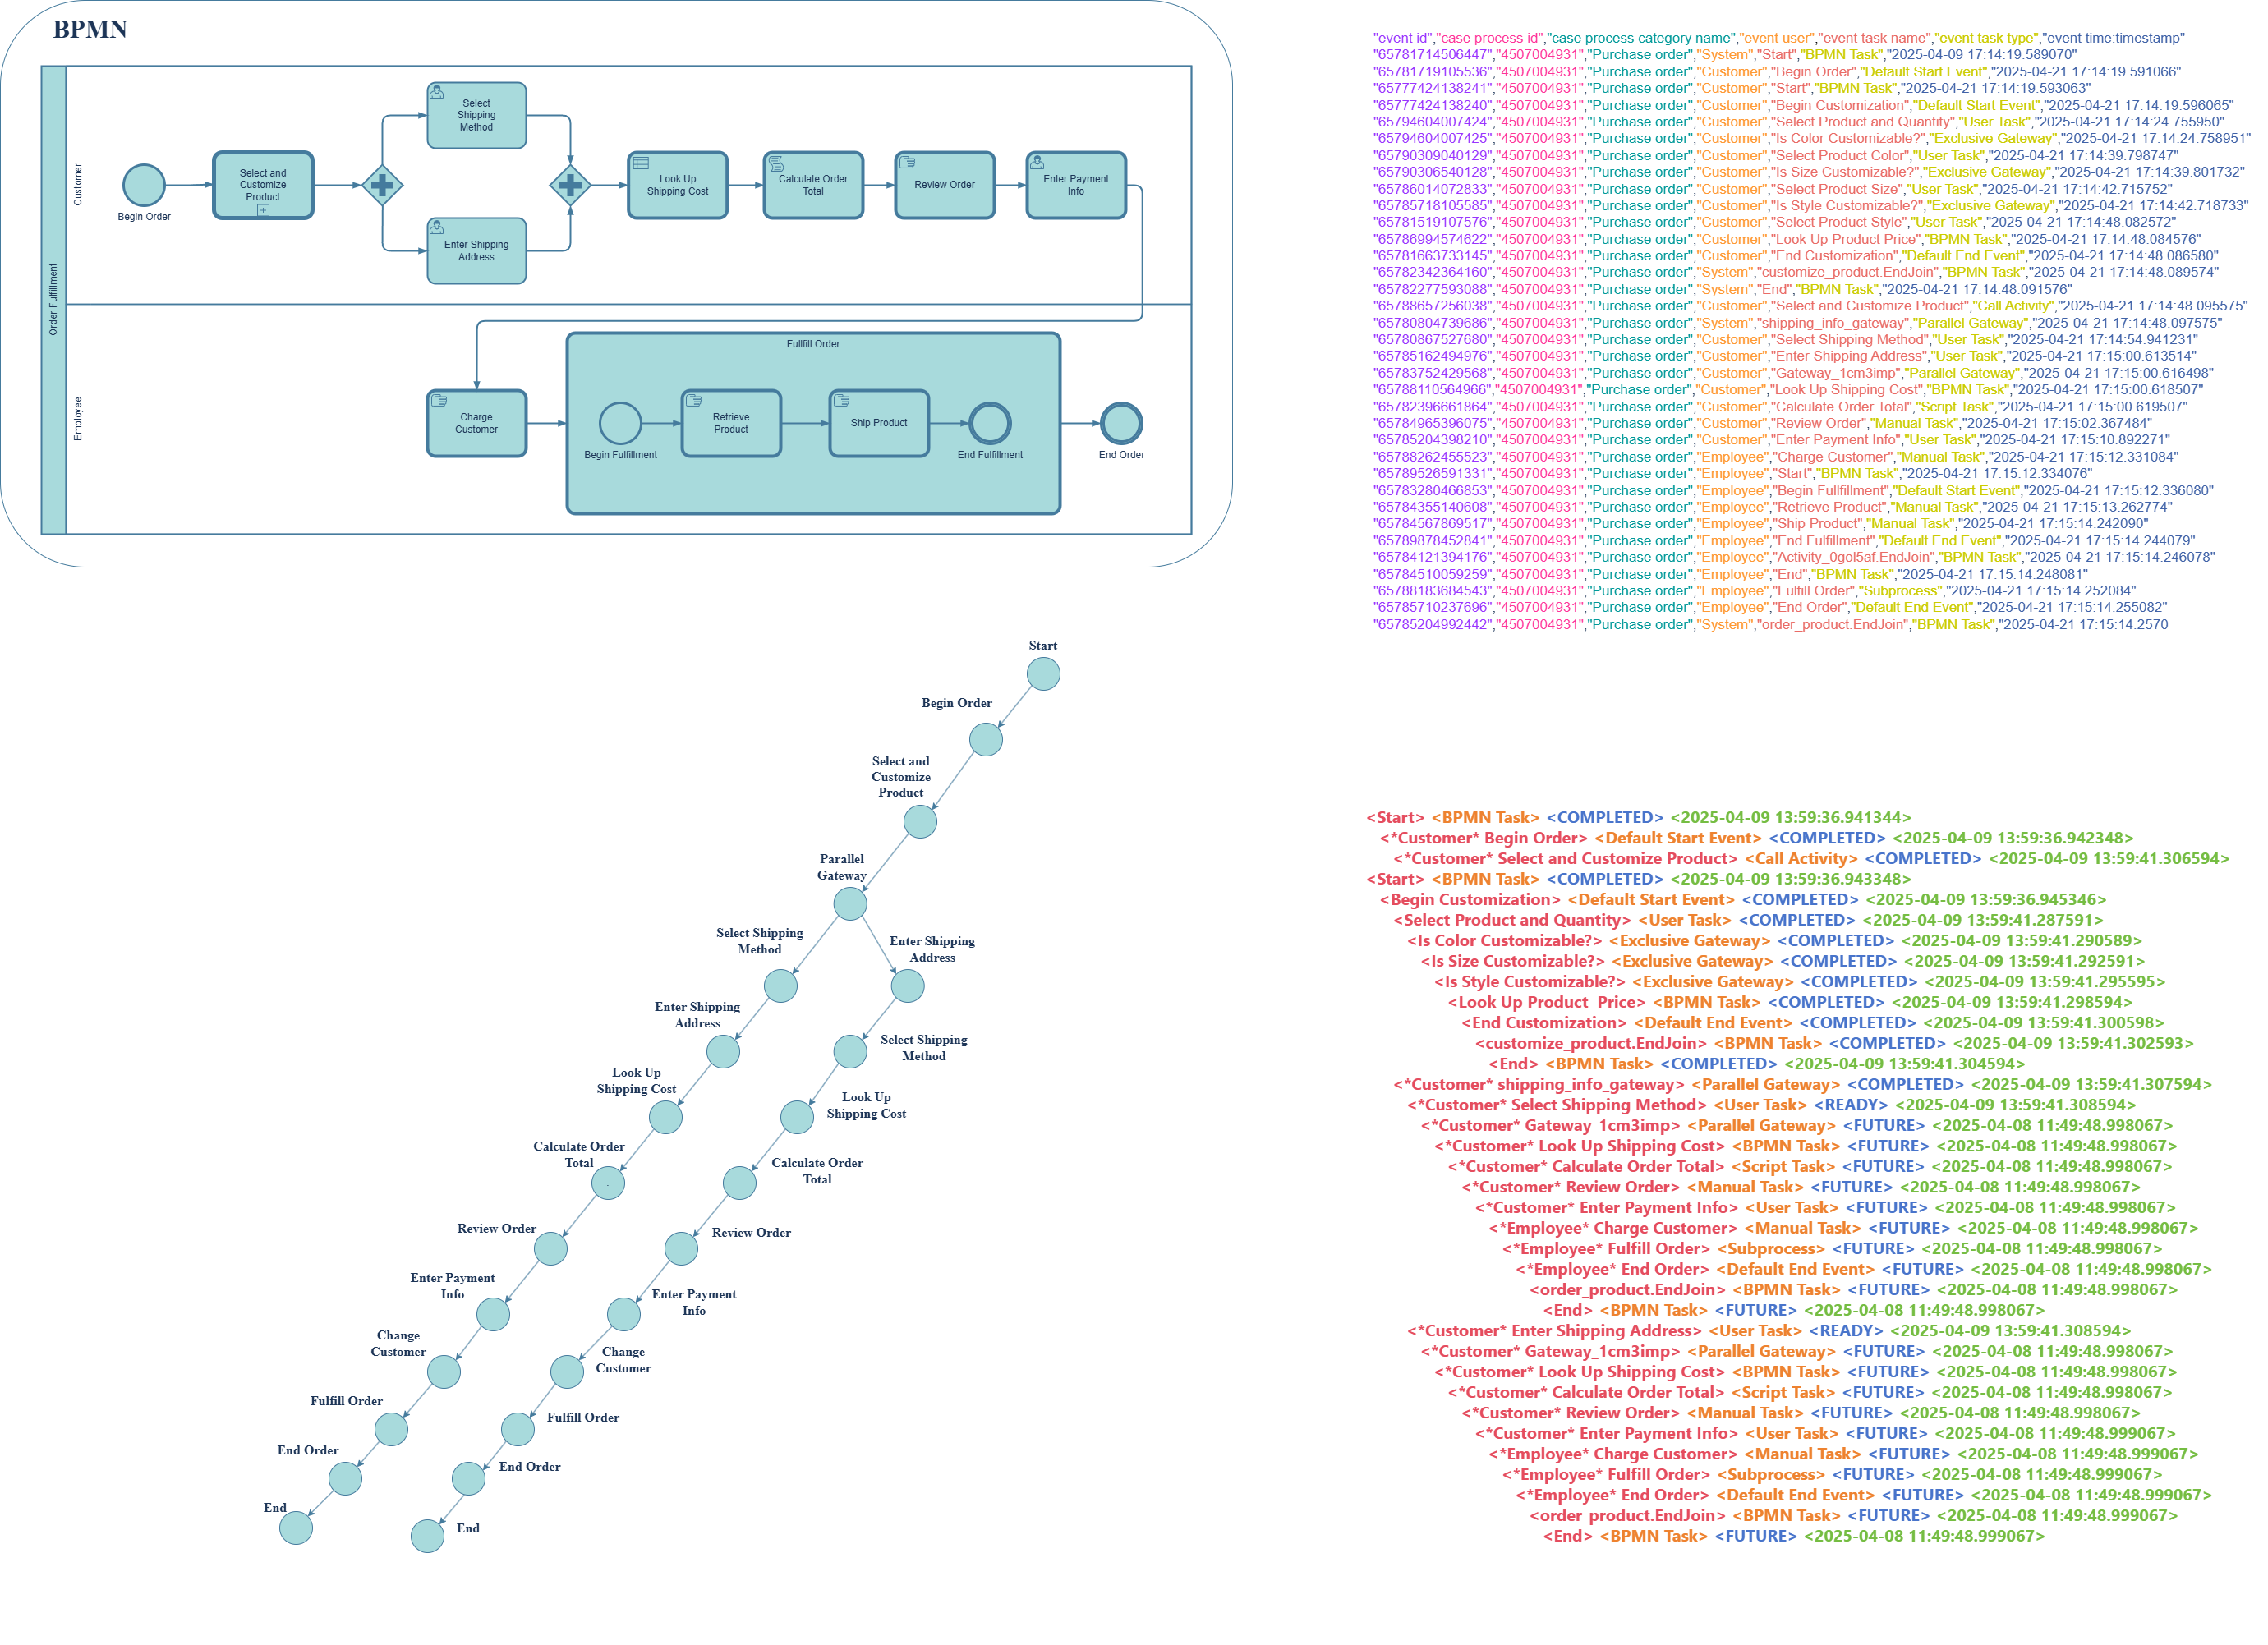 BPMN
Order Fulfillment
Customer
Begin Order
Select and
Customize
Product
Select
Shipping
Method
Enter Shipping
Address
Look Up
Shipping Cost
Calculate Order
Total
Review Order
Enter Payment
Info
Employee
Charge
Customer
Fullfill Order
Begin Fulfillment
Retrieve
Product
Ship Product
End Fulfillment
End Order
"event id","case process id","case process category name","event user","event task name","event task type","event time:timestamp"
"65781714506447","4507004931","Purchase order","System","Start","BPMN Task","2025-04-09 17:14:19.589070"
"65781719105536","4507004931","Purchase order","Customer","Begin Order","Default Start Event","2025-04-21 17:14:19.591066"
"65777424138241","4507004931","Purchase order","Customer","Start","BPMN Task","2025-04-21 17:14:19.593063"
"65777424138240","4507004931","Purchase order","Customer","Begin Customization","Default Start Event","2025-04-21 17:14:19.596065"
"65794604007424","4507004931","Purchase order","Customer","Select Product and Quantity","User Task","2025-04-21 17:14:24.755950"
"65794604007425","4507004931","Purchase order","Customer","Is Color Customizable?","Exclusive Gateway","2025-04-21 17:14:24.758951"
"65790309040129","4507004931","Purchase order","Customer","Select Product Color","User Task","2025-04-21 17:14:39.798747"
"65790306540128","4507004931","Purchase order","Customer","Is Size Customizable?","Exclusive Gateway","2025-04-21 17:14:39.801732"
"65786014072833","4507004931","Purchase order","Customer","Select Product Size","User Task","2025-04-21 17:14:42.715752"
"65785718105585","4507004931","Purchase order","Customer","Is Style Customizable?","Exclusive Gateway","2025-04-21 17:14:42.718733"
"65781519107576","4507004931","Purchase order","Customer","Select Product Style","User Task","2025-04-21 17:14:48.082572"
"65786994574622","4507004931","Purchase order","Customer","Look Up Product Price","BPMN Task","2025-04-21 17:14:48.084576"
"65781663733145","4507004931","Purchase order","Customer","End Customization","Default End Event","2025-04-21 17:14:48.086580"
"65782342364160","4507004931","Purchase order","System","customize_product.EndJoin","BPMN Task","2025-04-21 17:14:48.089574"
"65782277593088","4507004931","Purchase order","System","End","BPMN Task","2025-04-21 17:14:48.091576"
"65788657256038","4507004931","Purchase order","Customer","Select and Customize Product","Call Activity","2025-04-21 17:14:48.095575"
"65780804739686","4507004931","Purchase order","System","shipping_info_gateway","Parallel Gateway","2025-04-21 17:14:48.097575"
"65780867527680","4507004931","Purchase order","Customer","Select Shipping Method","User Task","2025-04-21 17:14:54.941231"
"65785162494976","4507004931","Purchase order","Customer","Enter Shipping Address","User Task","2025-04-21 17:15:00.613514"
"65783752429568","4507004931","Purchase order","Customer","Gateway_1cm3imp","Parallel Gateway","2025-04-21 17:15:00.616498"
"65788110564966","4507004931","Purchase order","Customer","Look Up Shipping Cost","BPMN Task","2025-04-21 17:15:00.618507"
"65782396661864","4507004931","Purchase order","Customer","Calculate Order Total","Script Task","2025-04-21 17:15:00.619507"
"65784965396075","4507004931","Purchase order","Customer","Review Order","Manual Task","2025-04-21 17:15:02.367484"
"65785204398210","4507004931","Purchase order","Customer","Enter Payment Info","User Task","2025-04-21 17:15:10.892271"
"65788262455523","4507004931","Purchase order","Employee","Charge Customer","Manual Task","2025-04-21 17:15:12.331084"
"65789526591331","4507004931","Purchase order","Employee","Start","BPMN Task","2025-04-21 17:15:12.334076"
"65783280466853","4507004931","Purchase order","Employee","Begin Fullfillment","Default Start Event","2025-04-21 17:15:12.336080"
"65784355140608","4507004931","Purchase order","Employee","Retrieve Product","Manual Task","2025-04-21 17:15:13.262774"
"65784567869517","4507004931","Purchase order","Employee","Ship Product","Manual Task","2025-04-21 17:15:14.242090"
"65789878452841","4507004931","Purchase order","Employee","End Fulfillment","Default End Event","2025-04-21 17:15:14.244079"
"65784121394176","4507004931","Purchase order","Employee","Activity_0gol5af.EndJoin","BPMN Task","2025-04-21 17:15:14.246078"
"65784510059259","4507004931","Purchase order","Employee","End","BPMN Task","2025-04-21 17:15:14.248081"
"65788183684543","4507004931","Purchase order","Employee","Fulfill Order","Subprocess","2025-04-21 17:15:14.252084"
"65785710237696","4507004931","Purchase order","Employee","End Order","Default End Event","2025-04-21 17:15:14.255082"
"65785204992442","4507004931","Purchase order","System","order_product.EndJoin","BPMN Task","2025-04-21 17:15:14.2570
Start
Begin Order
Select and
Customize
Product
Parallel
Gateway
Select Shipping
Method
Enter Shipping
Address
Look Up
Shipping Cost
Calculate Order
Total
Review Order
Enter Payment
Info
Change
Customer
Fulfill Order
End Order
End
Enter Shipping
Address
Select Shipping
Method
Look Up
Shipping Cost
Calculate Order
Total
Review Order
Enter Payment
Info
Change
Customer
Fulfill Order
End Order
End
<Start> <BPMN Task> <COMPLETED> <2025-04-09 13:59:36.941344>
<*Customer* Begin Order> <Default Start Event> <COMPLETED> <2025-04-09 13:59:36.942348>
<*Customer* Select and Customize Product> <Call Activity> <COMPLETED> <2025-04-09 13:59:41.306594>
<Start> <BPMN Task> <COMPLETED> <2025-04-09 13:59:36.943348>
<Begin Customization> <Default Start Event> <COMPLETED> <2025-04-09 13:59:36.945346>
<Select Product and Quantity> <User Task> <COMPLETED> <2025-04-09 13:59:41.287591>
<Is Color Customizable?> <Exclusive Gateway> <COMPLETED> <2025-04-09 13:59:41.290589>
<Is Size Customizable?> <Exclusive Gateway> <COMPLETED> <2025-04-09 13:59:41.292591>
<Is Style Customizable?> <Exclusive Gateway> <COMPLETED> <2025-04-09 13:59:41.295595>
<Look Up Product  Price> <BPMN Task> <COMPLETED> <2025-04-09 13:59:41.298594>
<End Customization> <Default End Event> <COMPLETED> <2025-04-09 13:59:41.300598>
<customize_product.EndJoin> <BPMN Task> <COMPLETED> <2025-04-09 13:59:41.302593>
<End> <BPMN Task> <COMPLETED> <2025-04-09 13:59:41.304594>
<*Customer* shipping_info_gateway> <Parallel Gateway> <COMPLETED> <2025-04-09 13:59:41.307594>
<*Customer* Select Shipping Method> <User Task> <READY> <2025-04-09 13:59:41.308594>
<*Customer* Gateway_1cm3imp> <Parallel Gateway> <FUTURE> <2025-04-08 11:49:48.998067>
<*Customer* Look Up Shipping Cost> <BPMN Task> <FUTURE> <2025-04-08 11:49:48.998067>
<*Customer* Calculate Order Total> <Script Task> <FUTURE> <2025-04-08 11:49:48.998067>
<*Customer* Review Order> <Manual Task> <FUTURE> <2025-04-08 11:49:48.998067>
<*Customer* Enter Payment Info> <User Task> <FUTURE> <2025-04-08 11:49:48.998067>
<*Employee* Charge Customer> <Manual Task> <FUTURE> <2025-04-08 11:49:48.998067>
<*Employee* Fulfill Order> <Subprocess> <FUTURE> <2025-04-08 11:49:48.998067>
<*Employee* End Order> <Default End Event> <FUTURE> <2025-04-08 11:49:48.998067>
<order_product.EndJoin> <BPMN Task> <FUTURE> <2025-04-08 11:49:48.998067>
<End> <BPMN Task> <FUTURE> <2025-04-08 11:49:48.998067>
<*Customer* Enter Shipping Address> <User Task> <READY> <2025-04-09 13:59:41.308594>
<*Customer* Gateway_1cm3imp> <Parallel Gateway> <FUTURE> <2025-04-08 11:49:48.998067>
<*Customer* Look Up Shipping Cost> <BPMN Task> <FUTURE> <2025-04-08 11:49:48.998067>
<*Customer* Calculate Order Total> <Script Task> <FUTURE> <2025-04-08 11:49:48.998067>
<*Customer* Review Order> <Manual Task> <FUTURE> <2025-04-08 11:49:48.998067>
<*Customer* Enter Payment Info> <User Task> <FUTURE> <2025-04-08 11:49:48.999067>
<*Employee* Charge Customer> <Manual Task> <FUTURE> <2025-04-08 11:49:48.999067>
<*Employee* Fulfill Order> <Subprocess> <FUTURE> <2025-04-08 11:49:48.999067>
<*Employee* End Order> <Default End Event> <FUTURE> <2025-04-08 11:49:48.999067>
<order_product.EndJoin> <BPMN Task> <FUTURE> <2025-04-08 11:49:48.999067>
<End> <BPMN Task> <FUTURE> <2025-04-08 11:49:48.999067>